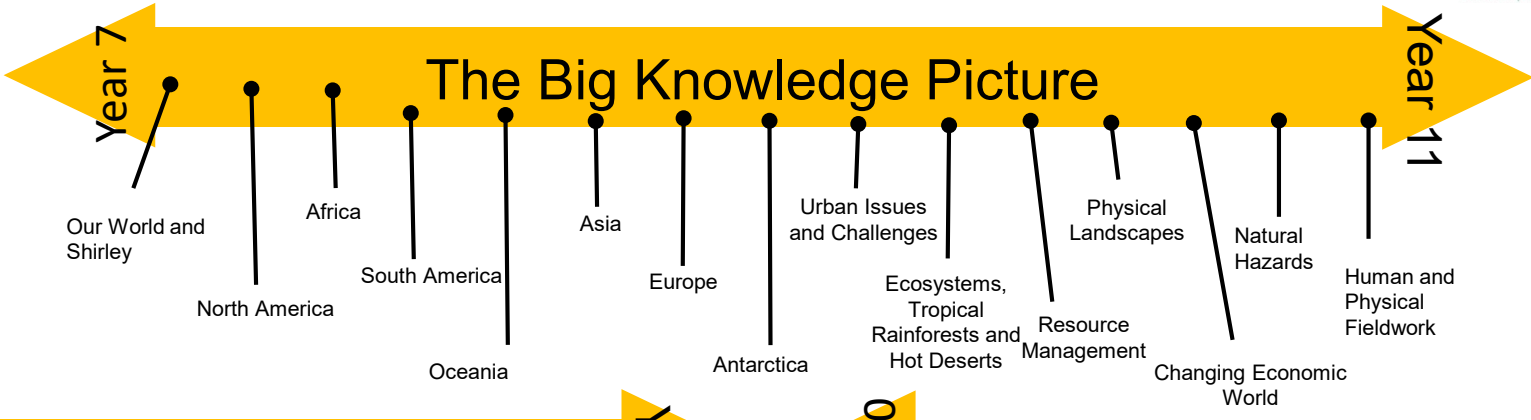 Year 7
The Big Knowledge Picture
Year 11
Our World and
Shirley
North America
Africa
South America
Oceania
Asia
Europe
Antarctica
Urban Issues
and Challenges
Ecosystems,
Tropical
Rainforests and
Hot Deserts
Resource
Management
Physical
Landscapes
Changing Economic
World
Natural
Hazards
Human and
Physical
Fieldwork